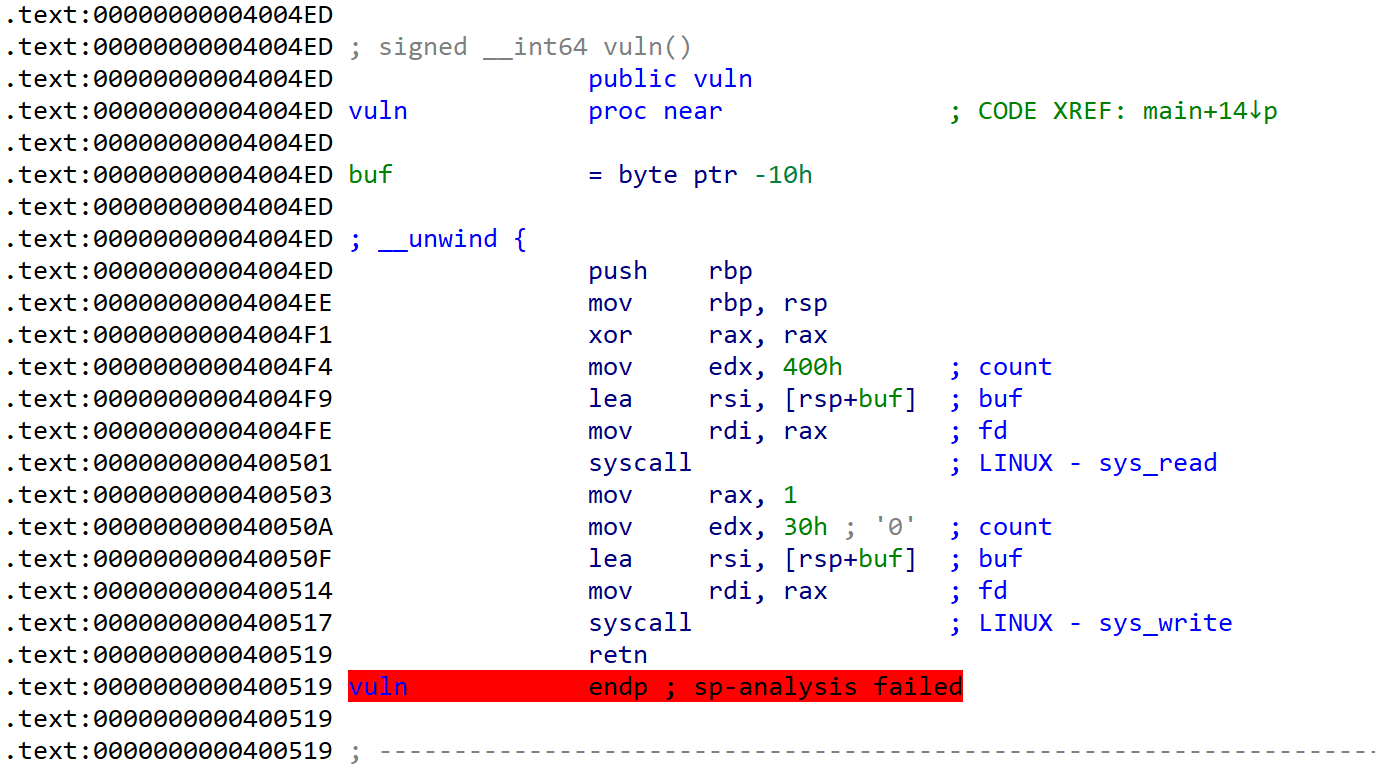 .text:00000000004004ED
.text:00000000004004ED ; signed __int64 vuln()
.text:00000000004004ED                 public vuln
.text:00000000004004ED vuln            proc near               ; CODE XREF: main+14↓p
.text:00000000004004ED
.text:00000000004004ED buf             = byte ptr -10h
.text:00000000004004ED
.text:00000000004004ED ; __unwind {
.text:00000000004004ED                 push    rbp
.text:00000000004004EE                 mov     rbp, rsp
.text:00000000004004F1                 xor     rax, rax
.text:00000000004004F4                 mov     edx, 400h       ; count
.text:00000000004004F9                 lea     rsi, [rsp+buf]  ; buf
.text:00000000004004FE                 mov     rdi, rax        ; fd
.text:0000000000400501                 syscall                 ; LINUX - sys_read
.text:0000000000400503                 mov     rax, 1
.text:000000000040050A                 mov     edx, 30h ; '0'  ; count
.text:000000000040050F                 lea     rsi, [rsp+buf]  ; buf
.text:0000000000400514                 mov     rdi, rax        ; fd
.text:0000000000400517                 syscall                 ; LINUX - sys_write
.text:0000000000400519                 retn
.text:0000000000400519 vuln            endp ; sp-analysis failed
.text:0000000000400519
.text:0000000000400519 ; -------------------------------------------------------------------